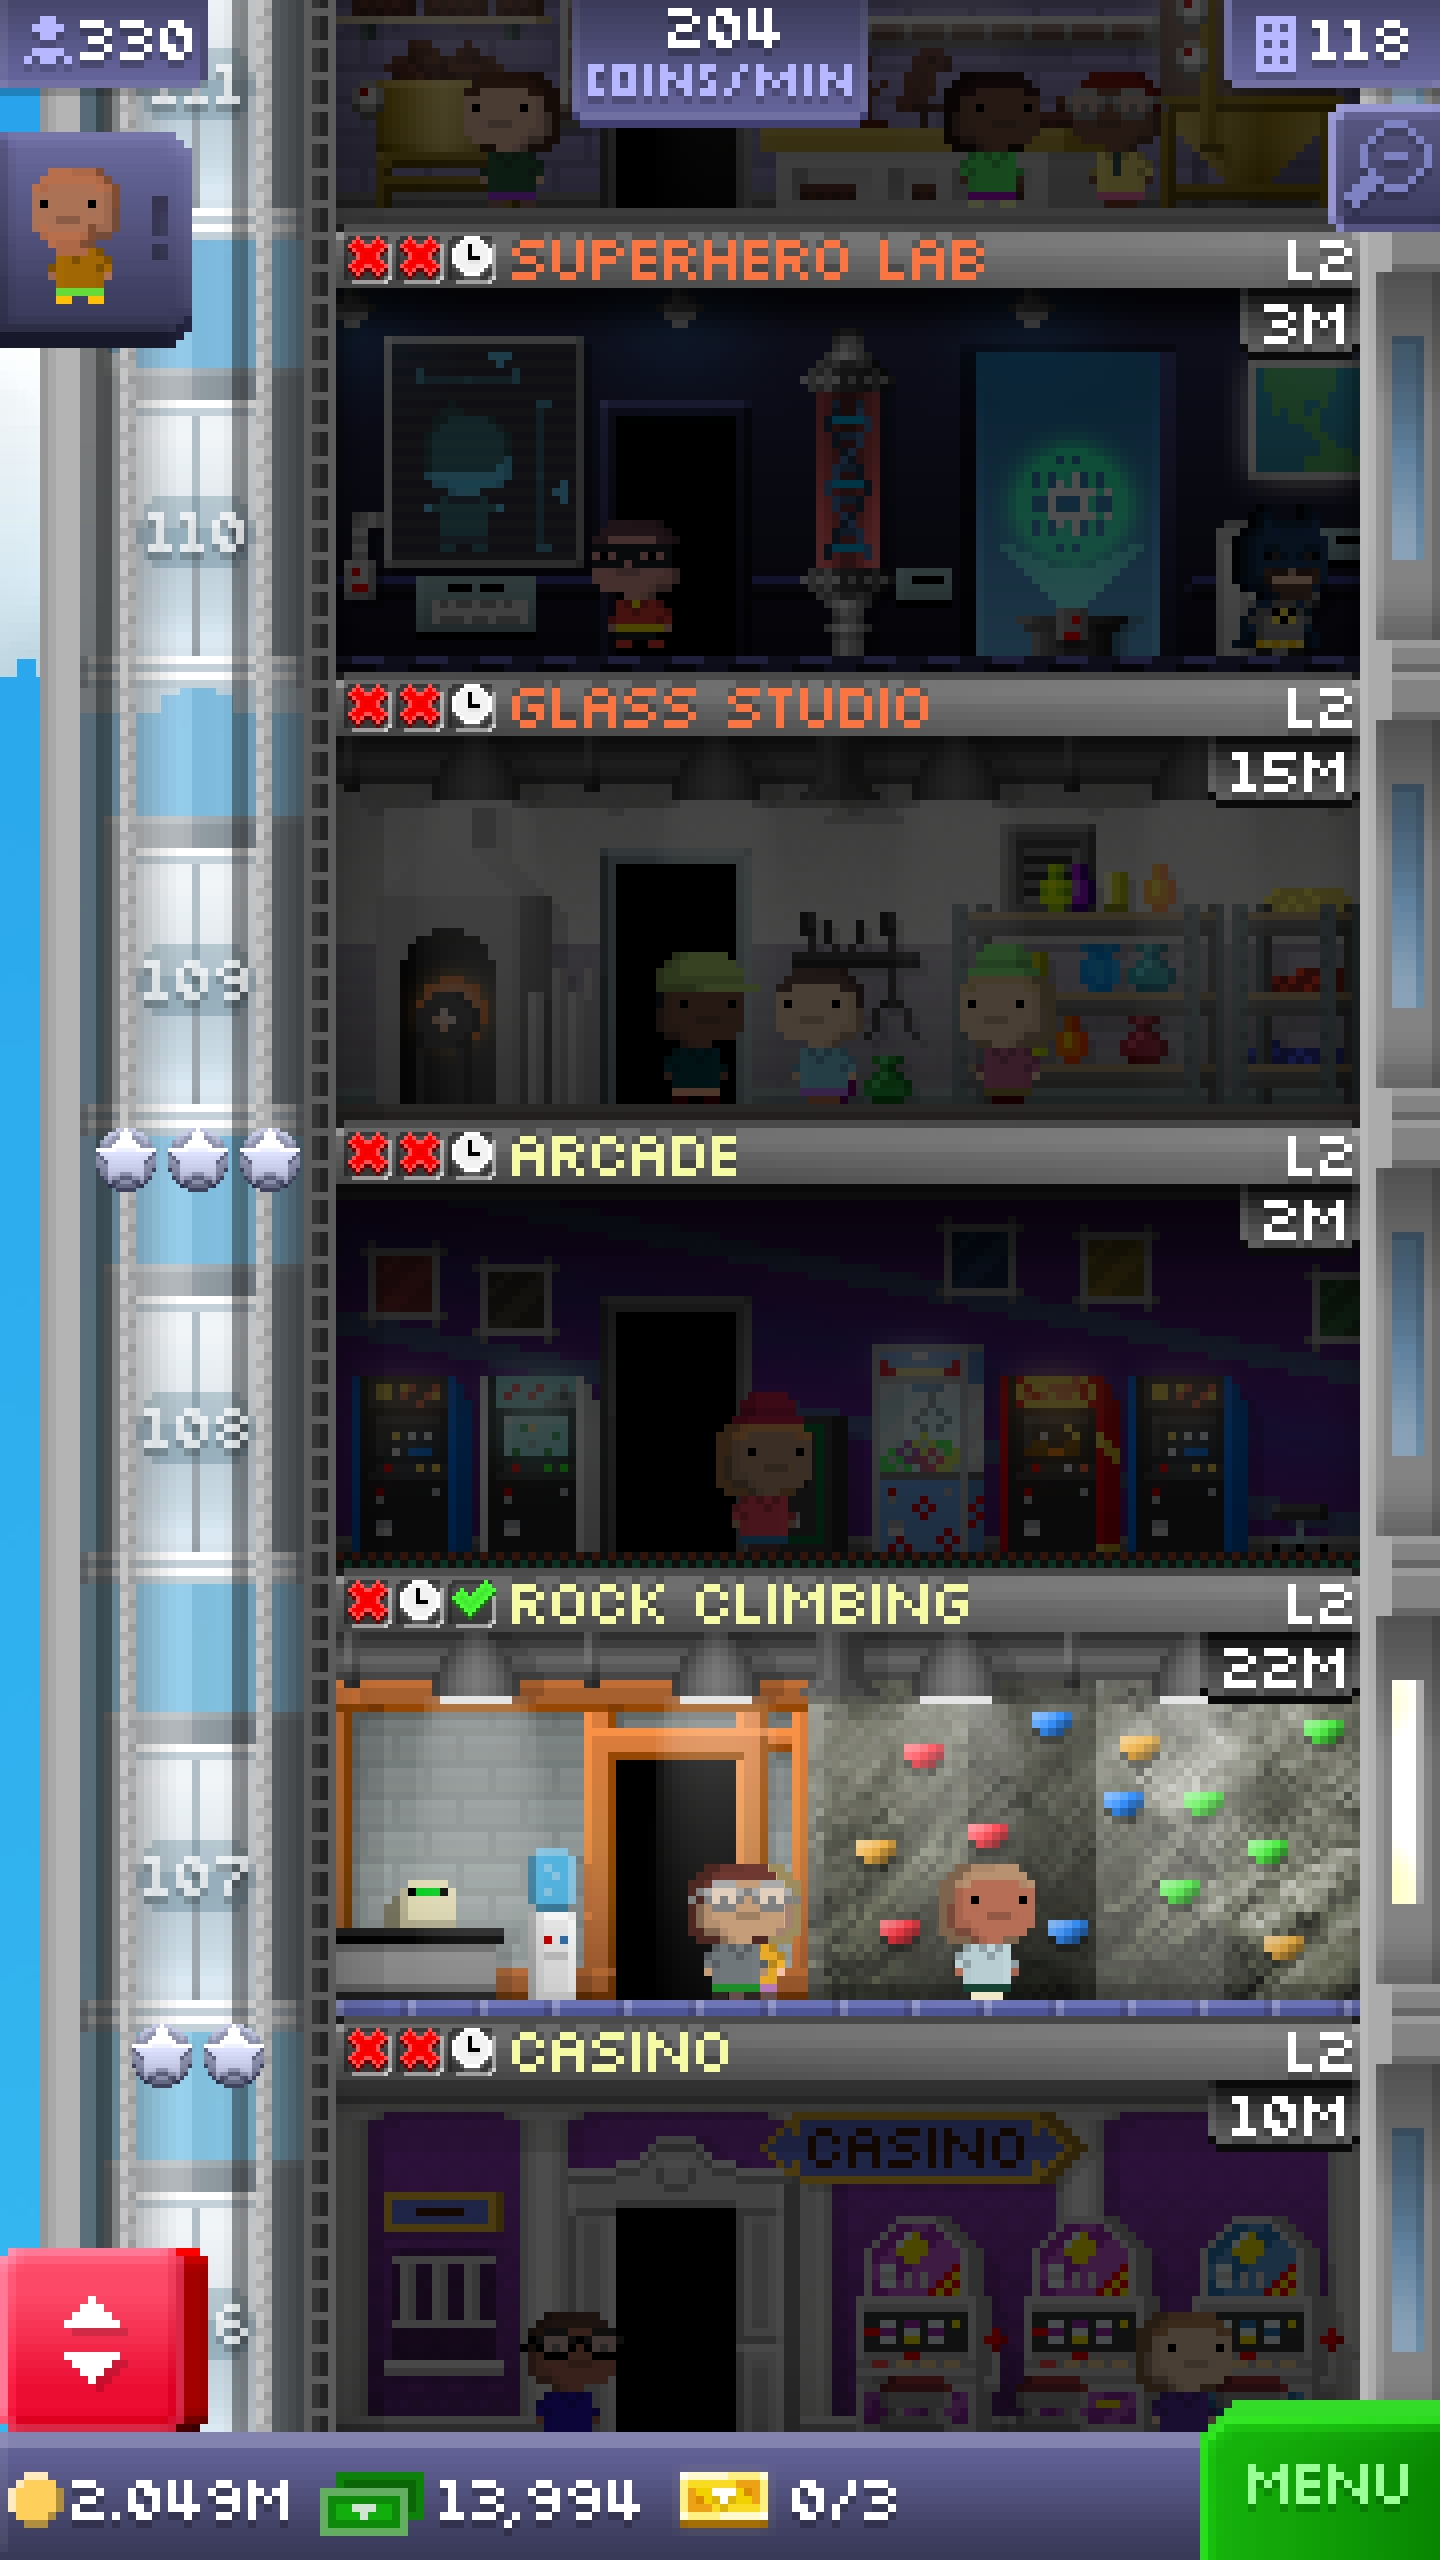 330
204
COINS/MIN
118
SUPERHERO LAB L2
3M
110
GLASS STUDIO L2
15M
109
ARCADE L2
2M
108
ROCK CLIMBING L2
22M
107
CASINO L2
10M
CASINO
6
2.049M 13,994 0/3
MENU